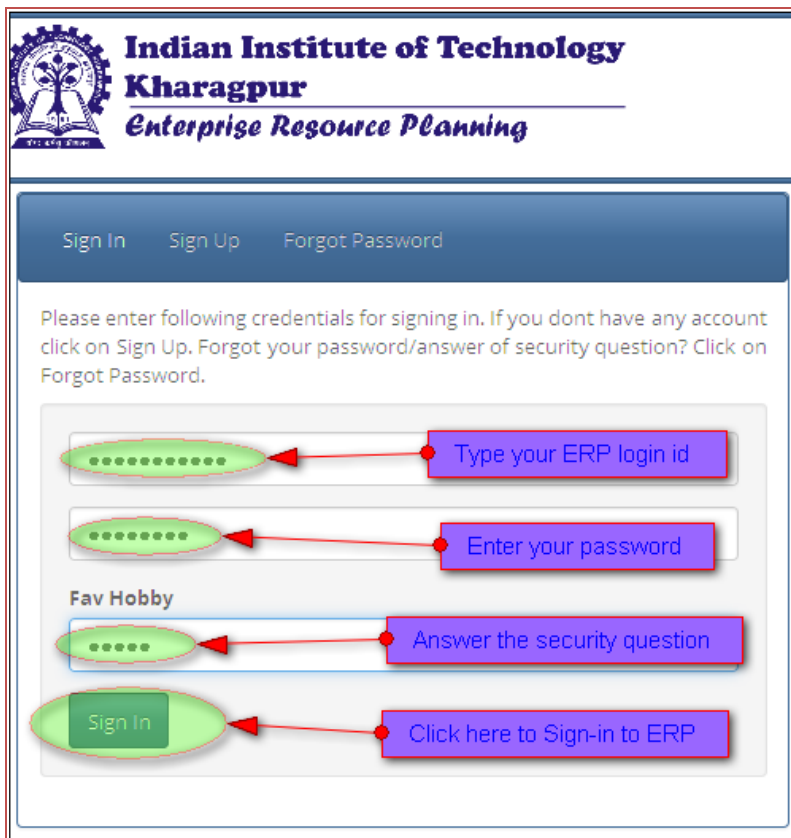 Indian Institute of Technology
Kharagpur
Enterprise Resource Planning
Sign In Sign Up Forgot Password
Please enter following credentials for signing in. If you dont have any account
click on Sign Up. Forgot your password/answer of security question? Click on
Forgot Password.
Type your ERP login id
Enter your password
Fav Hobby
Answer the security question
Sign In
Click here to Sign-in to ERP